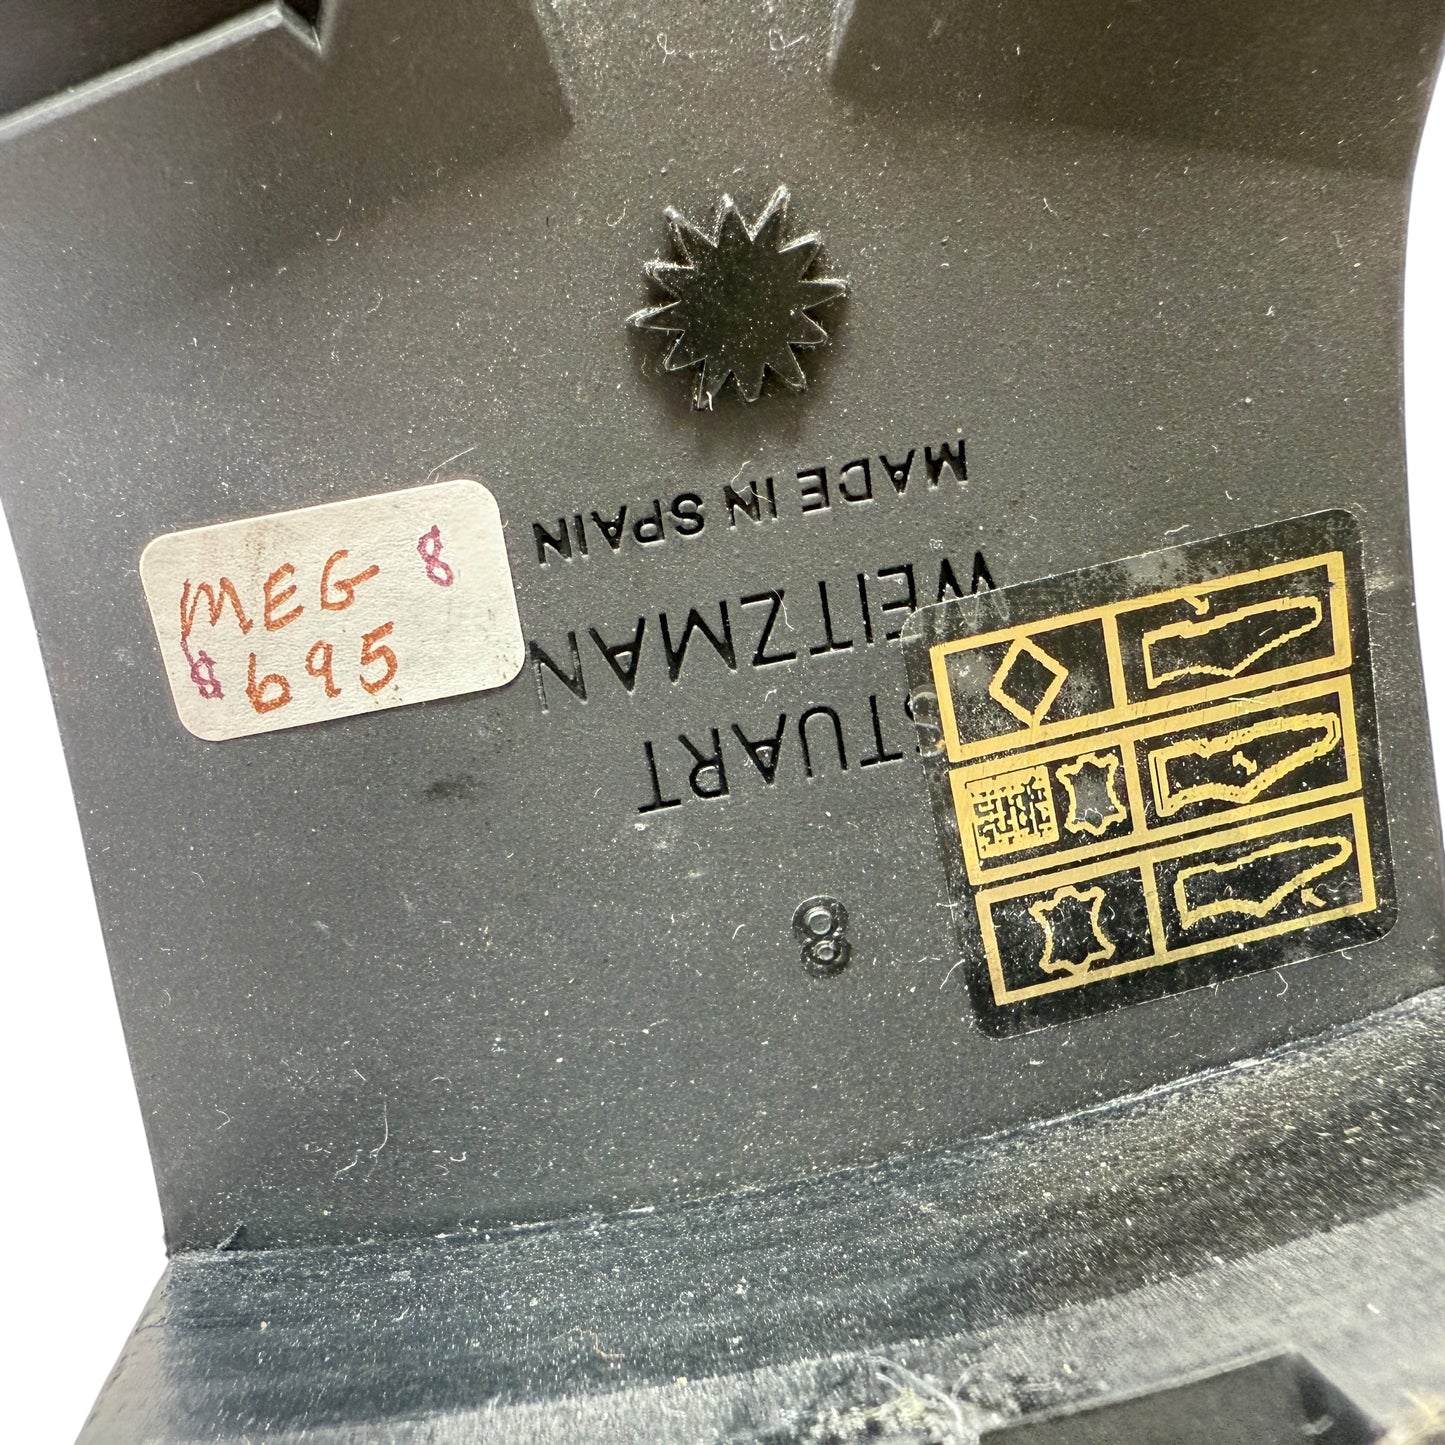 MEG 8
$ 695
8
STUART
WEITZMAN
MADE IN SPAIN